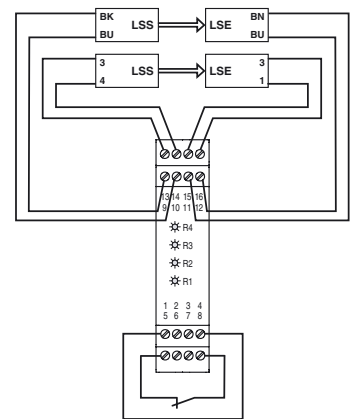 BK LSS LSE BN
BU BU
3 LSS LSE 3
4 1
13 14 15 16
9 10 11 12
R4
R3
R2
R1
1 2 3 4
5 6 7 8